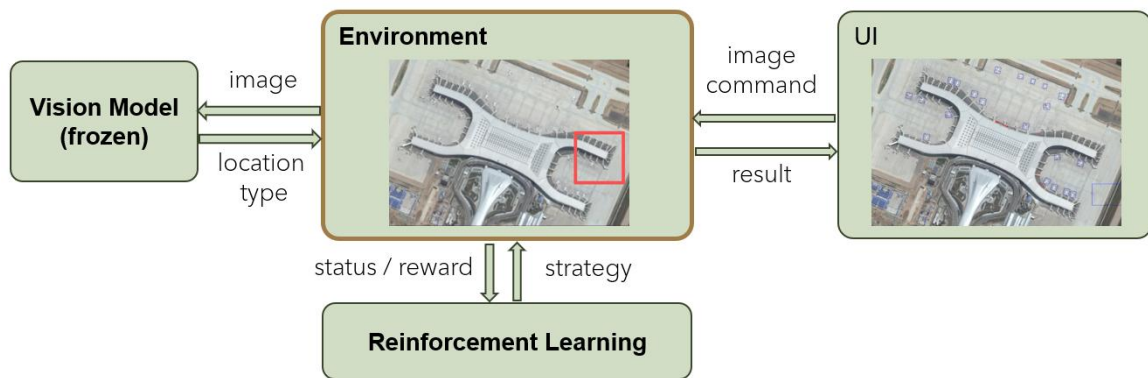 Environment
UI
image
command
image
Vision Model
(frozen)
location
type
result
status / reward
strategy
Reinforcement Learning